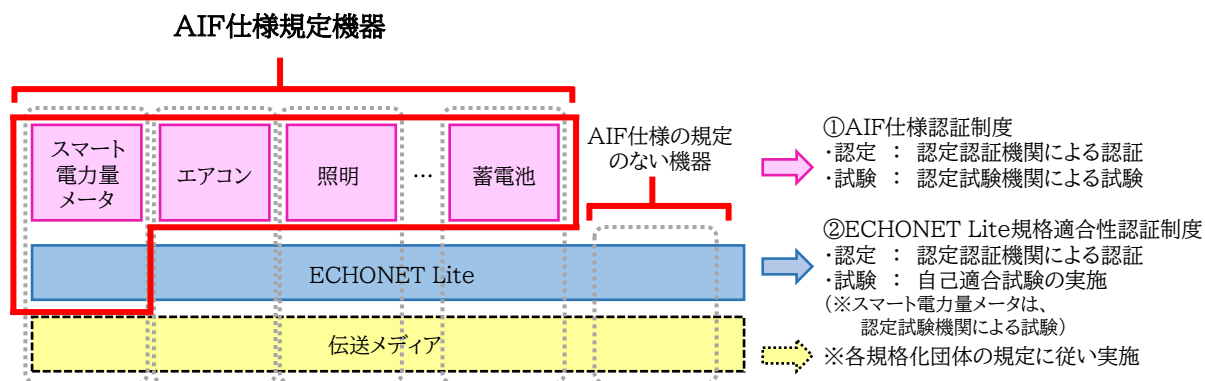 AIF仕様規定機器
スマート
電力量
メータ
エアコン
照明
…
蓄電池
AIF仕様の規定
のない機器
ECHONET Lite
伝送メディア
①AIF仕様認証制度
・認定 ： 認定認証機関による認証
・試験 ： 認定試験機関による試験
②ECHONET Lite規格適合性認証制度
・認定 ： 認定認証機関による認証
・試験 ： 自己適合試験の実施
(※スマート電力量メータは、
認定試験機関による試験)
※各規格化団体の規定に従い実施